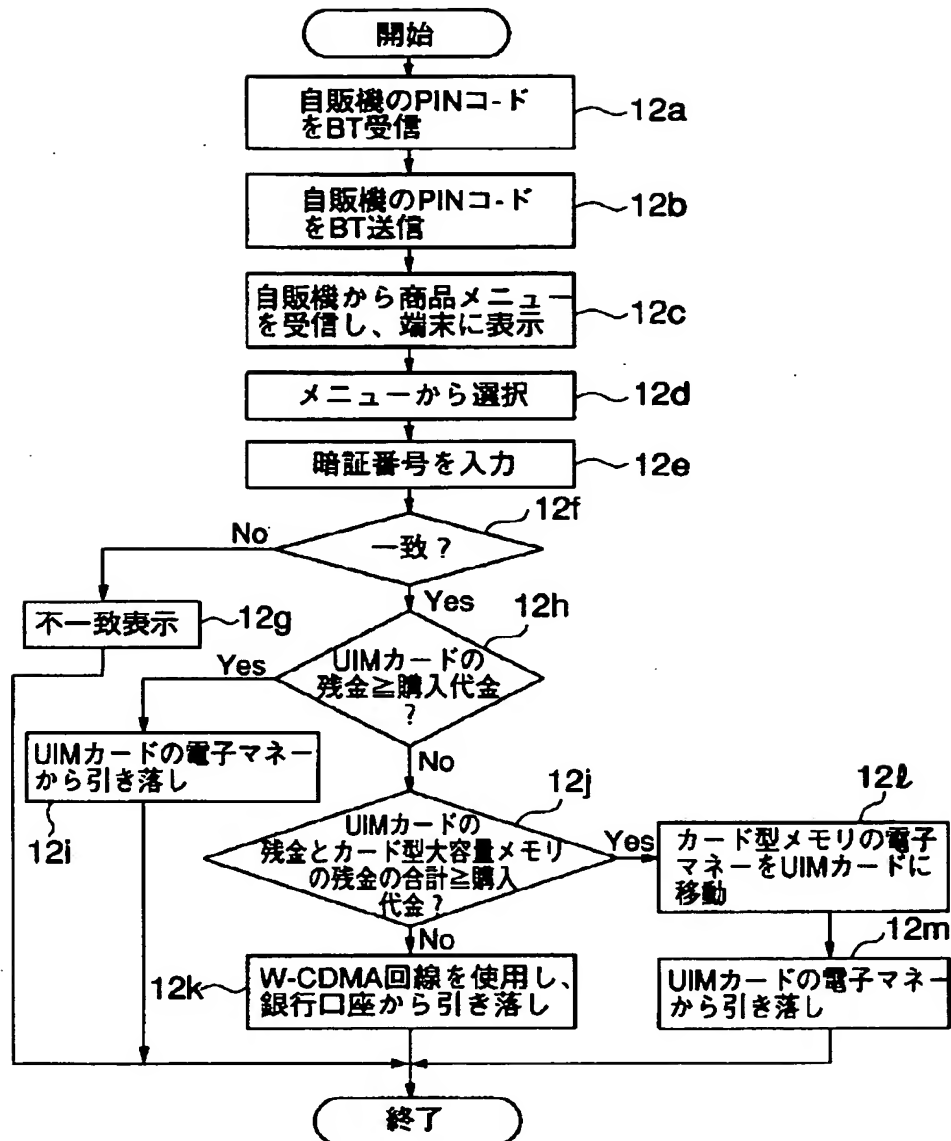 開始
自販機のPINコ-ド
をBT受信
12a
自販機のPINコ-ド
をBT送信
12b
自販機から商品メニュー
を受信し、端末に表示
12c
メニューから選択
12d
暗証番号を入力
12e
12f
No
一致？
Yes
不一致表示
12g
12h
Yes
UIMカードの
残金≧購入代金
？
No
UIMカードの電子マネー
から引き落し
12i
12j
UIMカードの
残金とカード型大容量メモリ
の残金の合計≧購入
代金？
Yes
12ℓ
カード型メモリの電子
マネーをUIMカードに
移動
No
12m
12k
W-CDMA回線を使用し、
銀行口座から引き落し
UIMカードの電子マネー
から引き落し
終了